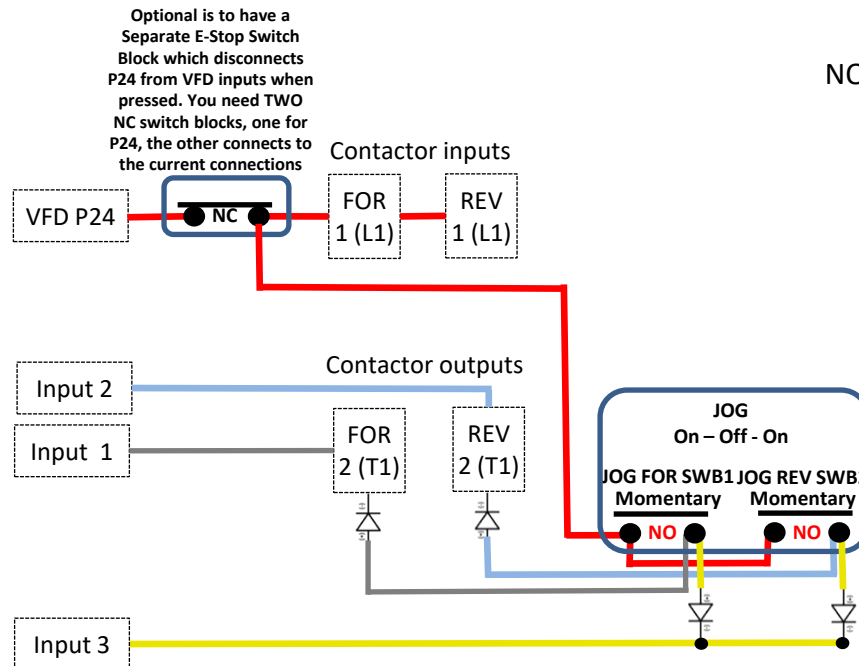 Optional is to have a
Separate E-Stop Switch
Block which disconnects
P24 from VFD inputs when
pressed. You need TWO
NC switch blocks, one for
P24, the other connects to
the current connections
NC
Contactor inputs
VFD P24
NC
FOR
1 (L1)
REV
1 (L1)
Contactor outputs
Input 2
Input 1
FOR
2 (T1)
REV
2 (T1)
JOG
On – Off - On
JOG FOR SWB1
Momentary
JOG REV SWB
Momentary
NO
NO
Input 3